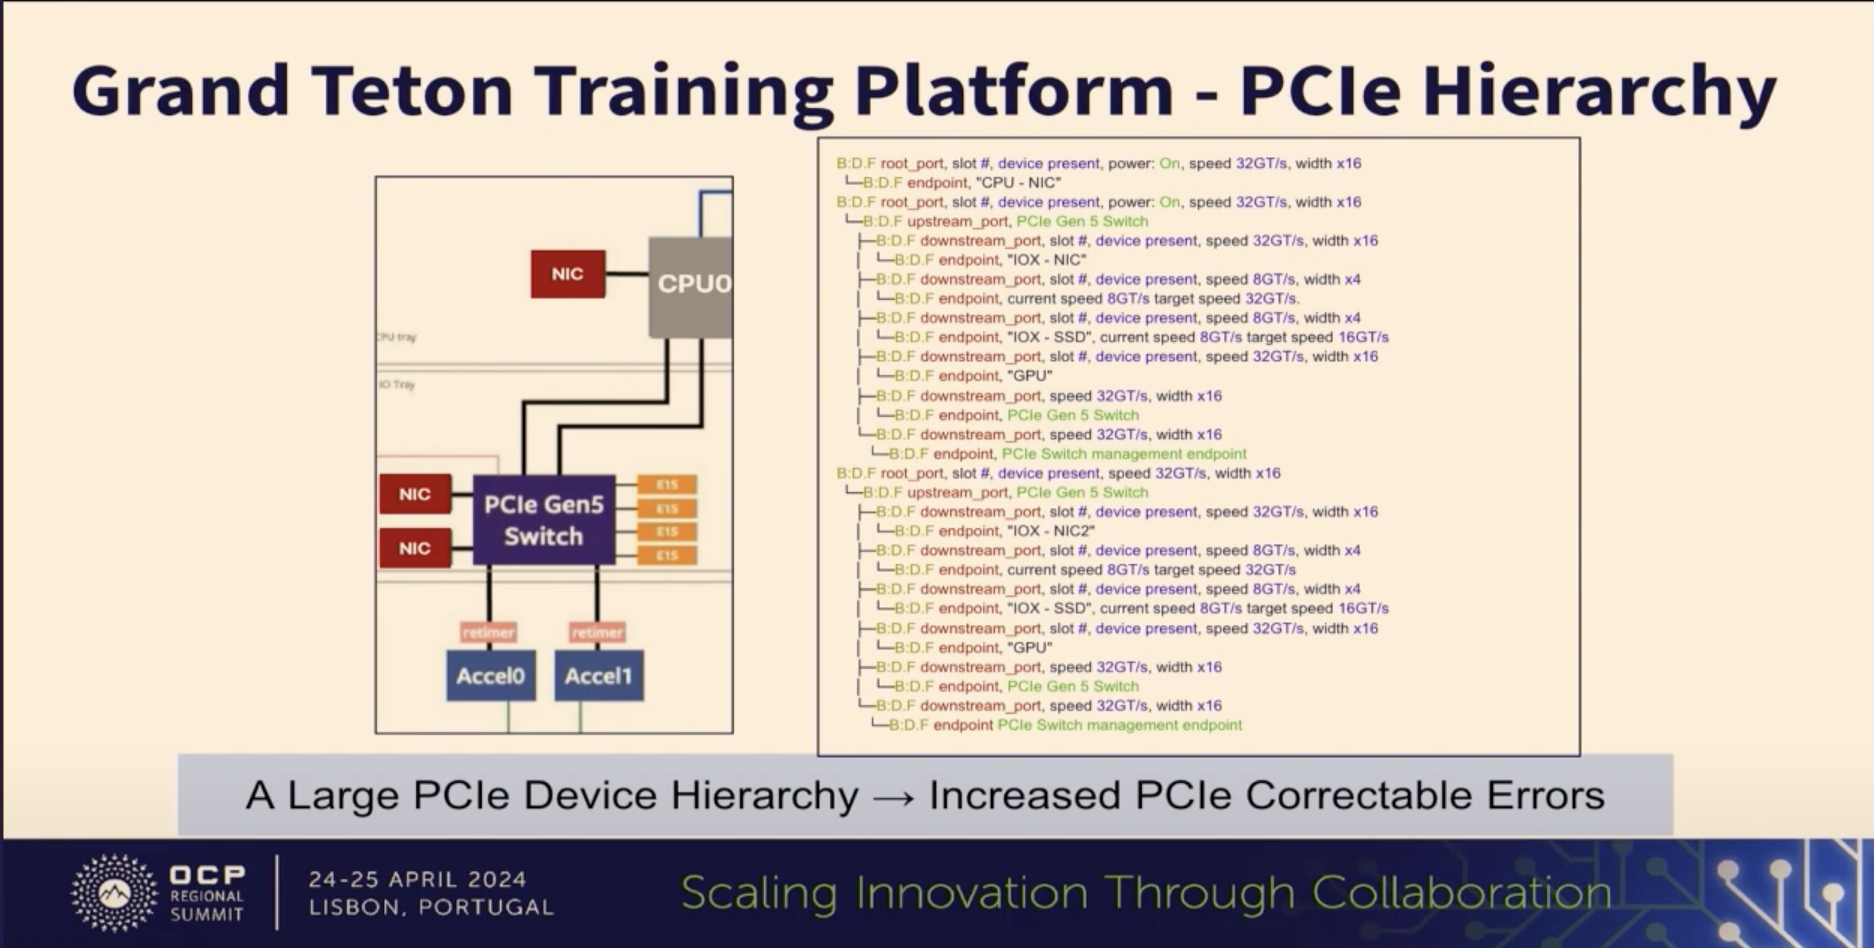 Grand Teton Training Platform - PCIe Hierarchy
NIC
CPU0
CPU tray
IO Tray
NIC
NIC
PCIe Gen5
Switch
E1S
E1S
E1S
E1S
retimer
retimer
Accel0
Accel1
B:D.F root_port, slot #, device present, power: On, speed 32GT/s, width x16
└─B:D.F endpoint, "CPU - NIC"
B:D.F root_port, slot #, device present, power: On, speed 32GT/s, width x16
└─B:D.F upstream_port, PCIe Gen 5 Switch
├─B:D.F downstream_port, slot #, device present, speed 32GT/s, width x16
│ └─B:D.F endpoint, "IOX - NIC"
├─B:D.F downstream_port, slot #, device present, speed 8GT/s, width x4
│ └─B:D.F endpoint, current speed 8GT/s target speed 32GT/s.
├─B:D.F downstream_port, slot #, device present, speed 8GT/s, width x4
│ └─B:D.F endpoint, "IOX - SSD", current speed 8GT/s target speed 16GT/s
├─B:D.F downstream_port, slot #, device present, speed 32GT/s, width x16
│ └─B:D.F endpoint, "GPU"
├─B:D.F downstream_port, speed 32GT/s, width x16
│ └─B:D.F endpoint, PCIe Gen 5 Switch
└─B:D.F downstream_port, speed 32GT/s, width x16
└─B:D.F endpoint, PCIe Switch management endpoint
B:D.F root_port, slot #, device present, speed 32GT/s, width x16
└─B:D.F upstream_port, PCIe Gen 5 Switch
├─B:D.F downstream_port, slot #, device present, speed 32GT/s, width x16
│ └─B:D.F endpoint, "IOX - NIC2"
├─B:D.F downstream_port, slot #, device present, speed 8GT/s, width x4
│ └─B:D.F endpoint, current speed 8GT/s target speed 32GT/s
├─B:D.F downstream_port, slot #, device present, speed 8GT/s, width x4
│ └─B:D.F endpoint, "IOX - SSD", current speed 8GT/s target speed 16GT/s
├─B:D.F downstream_port, slot #, device present, speed 32GT/s, width x16
│ └─B:D.F endpoint, "GPU"
├─B:D.F downstream_port, speed 32GT/s, width x16
│ └─B:D.F endpoint, PCIe Gen 5 Switch
└─B:D.F downstream_port, speed 32GT/s, width x16
└─B:D.F endpoint PCIe Switch management endpoint
A Large PCIe Device Hierarchy → Increased PCIe Correctable Errors
OCP
REGIONAL
SUMMIT
24-25 APRIL 2024
LISBON, PORTUGAL
Scaling Innovation Through Collaboration